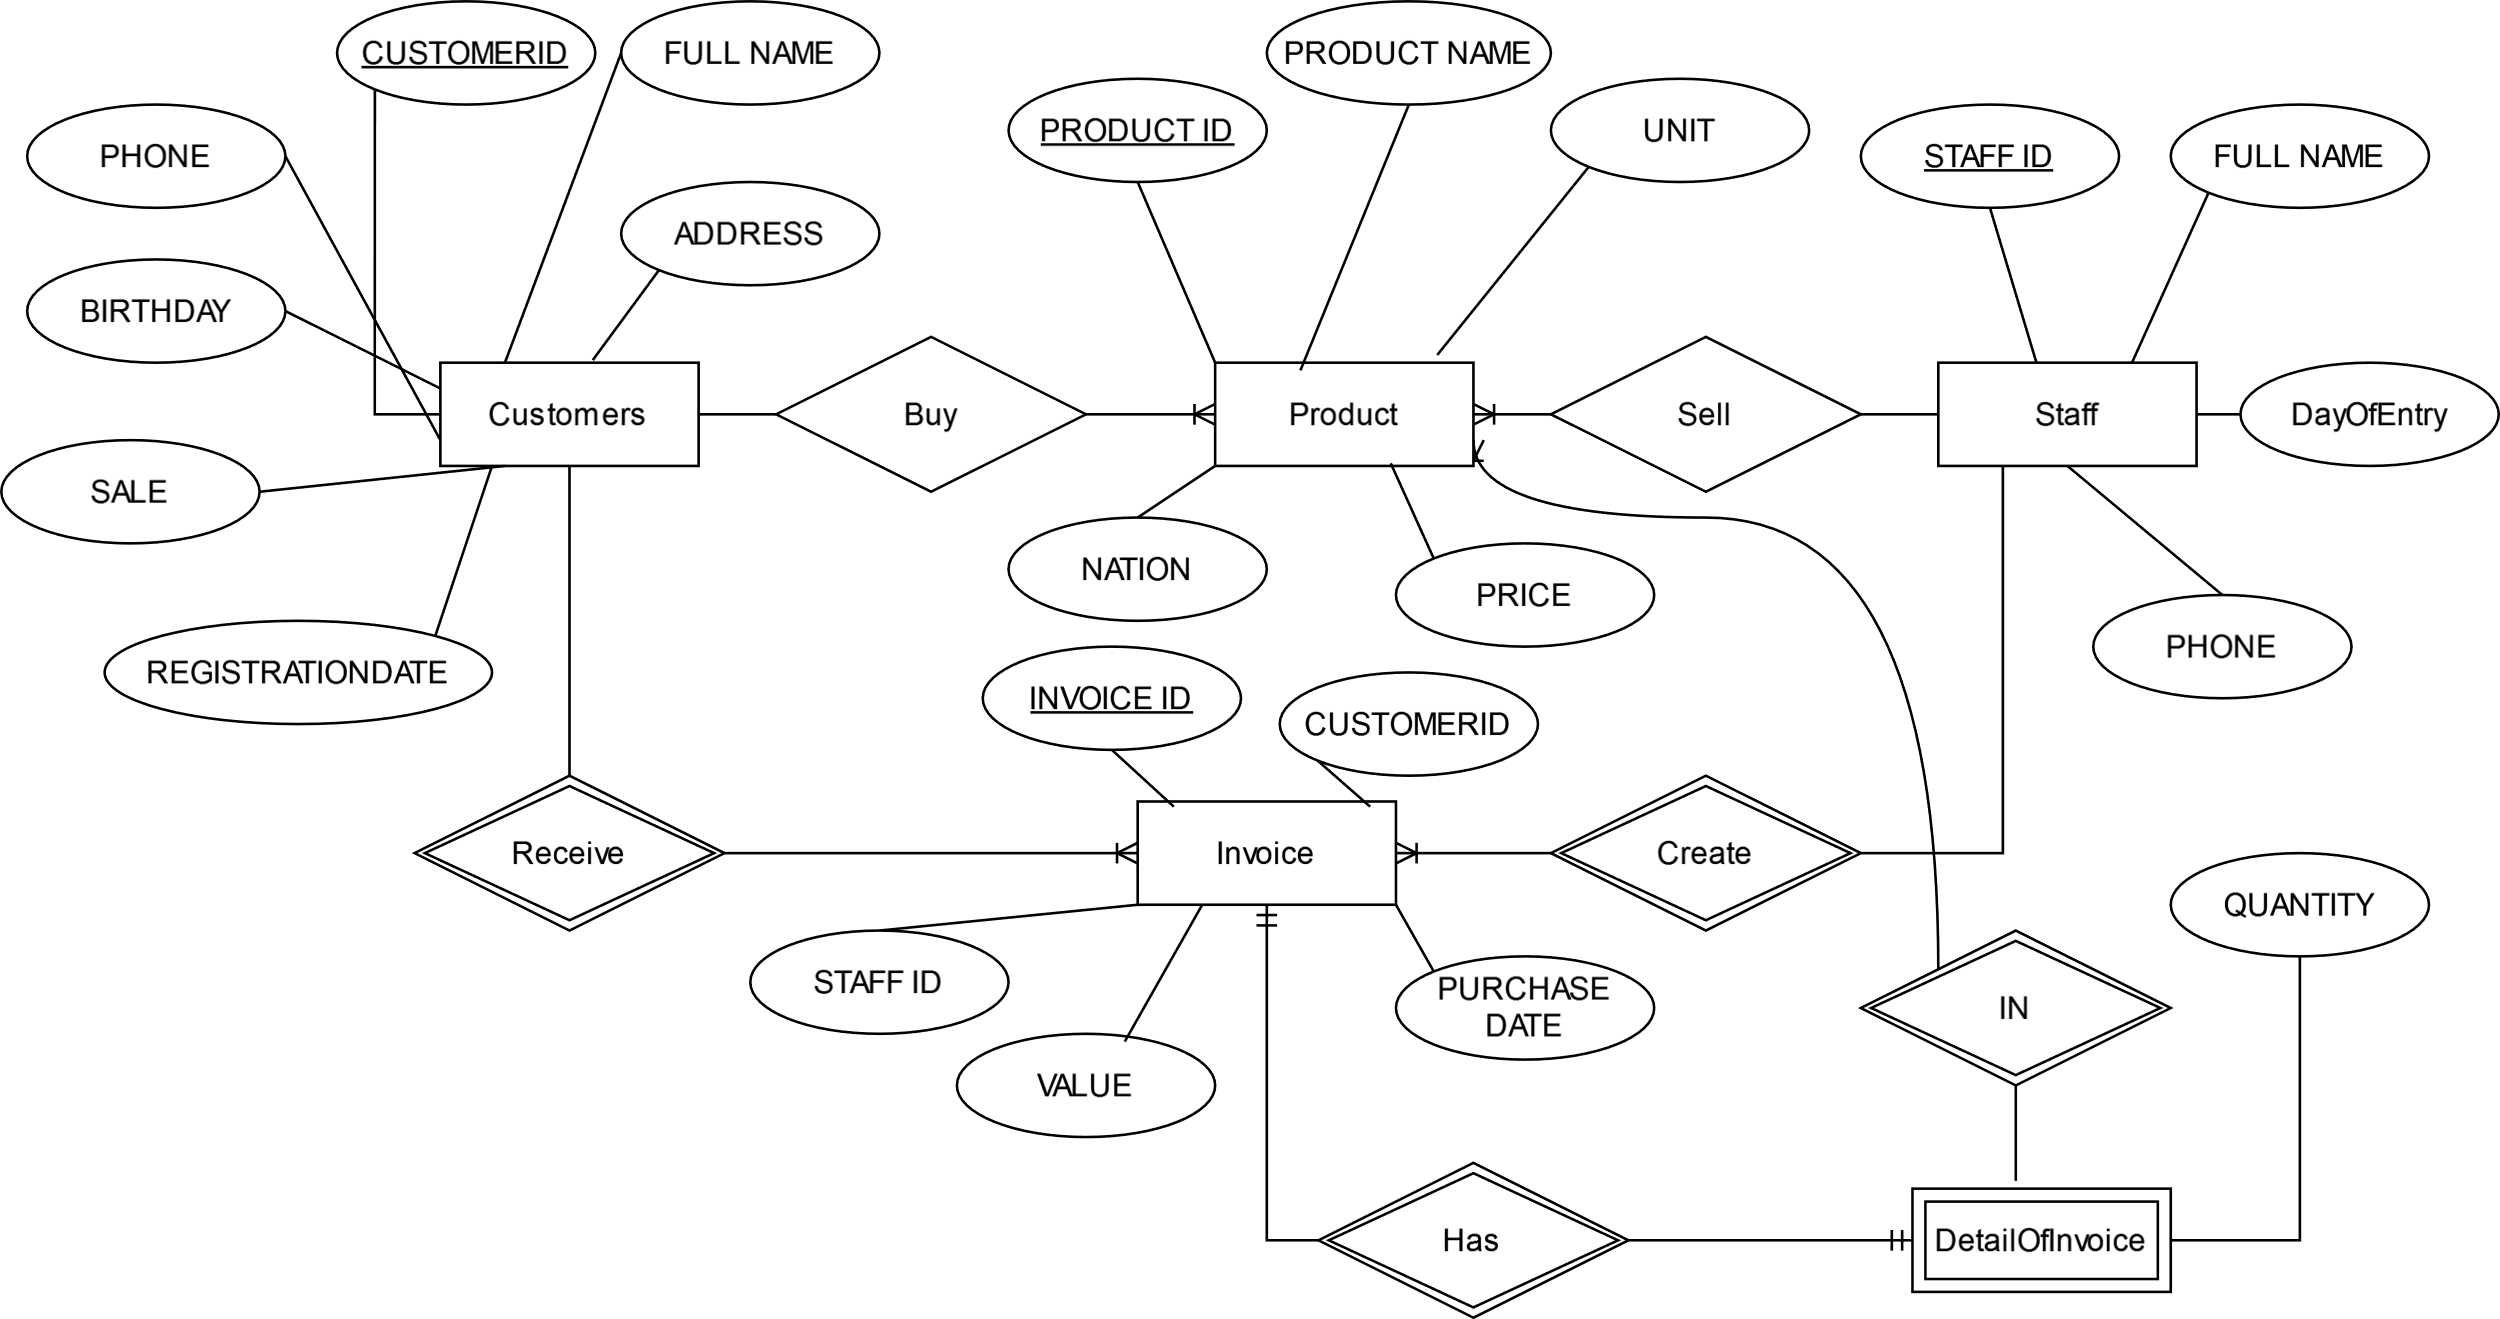 CUSTOMERID
FULL NAME
PRODUCT NAME
PRODUCT ID
UNIT
PHONE
STAFF ID
FULL NAME
ADDRESS
BIRTHDAY
Customers
Buy
Product
Sell
Staff
DayOfEntry
SALE
NATION
PRICE
PHONE
REGISTRATIONDATE
INVOICE ID
CUSTOMERID
Receive
Invoice
Create
QUANTITY
STAFF ID
PURCHASE
DATE
IN
VALUE
Has
DetailOfInvoice